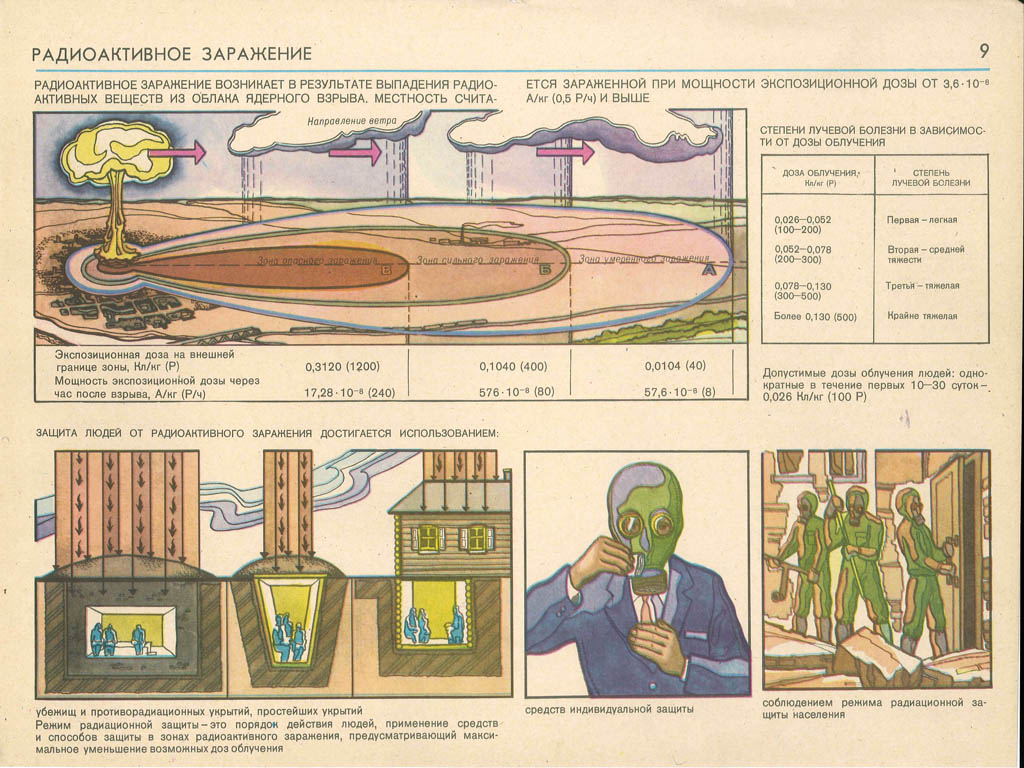 РАДИОАКТИВНОЕ ЗАРАЖЕНИЕ
9
РАДИОАКТИВНОЕ ЗАРАЖЕНИЕ ВОЗНИКАЕТ В РЕЗУЛЬТАТЕ ВЫПАДЕНИЯ РАДИО-
АКТИВНЫХ ВЕЩЕСТВ ИЗ ОБЛАКА ЯДЕРНОГО ВЗРЫВА. МЕСТНОСТЬ СЧИТА-
ЕТСЯ ЗАРАЖЕННОЙ ПРИ МОЩНОСТИ ЭКСПОЗИЦИОННОЙ ДОЗЫ ОТ 3,6·10⁻⁸
А/кг (0,5 Р/ч) И ВЫШЕ
Направление ветра
Зона опасного заражения
В
Зона сильного заражения
Б
Зона умеренного заражения
А
Экспозиционная доза на внешней
границе зоны, Кл/кг (Р)
0,3120 (1200)
0,1040 (400)
0,0104 (40)
Мощность экспозиционной дозы через
час после взрыва, А/кг (Р/ч)
17,28·10⁻⁶ (240)
576·10⁻⁸ (80)
57,6·10⁻⁸ (8)
СТЕПЕНИ ЛУЧЕВОЙ БОЛЕЗНИ В ЗАВИСИМОС-
ТИ ОТ ДОЗЫ ОБЛУЧЕНИЯ
ДОЗА ОБЛУЧЕНИЯ,
Кл/кг (Р)
СТЕПЕНЬ
ЛУЧЕВОЙ БОЛЕЗНИ
0,026—0,052
(100—200)
Первая – легкая
0,052—0,078
(200—300)
Вторая – средней
тяжести
0,078—0,130
(300—500)
Третья – тяжелая
Более 0,130 (500)
Крайне тяжелая
Допустимые дозы облучения людей: одно-
кратные в течение первых 10—30 суток –
0,026 Кл/кг (100 Р)
ЗАЩИТА ЛЮДЕЙ ОТ РАДИОАКТИВНОГО ЗАРАЖЕНИЯ ДОСТИГАЕТСЯ ИСПОЛЬЗОВАНИЕМ:
убежищ и противорадиационных укрытий, простейших укрытий
Режим радиационной защиты – это порядок действия людей, применение средств
и способов защиты в зонах радиоактивного заражения, предусматривающий макси-
мальное уменьшение возможных доз облучения
средств индивидуальной защиты
соблюдением режима радиационной за-
щиты населения